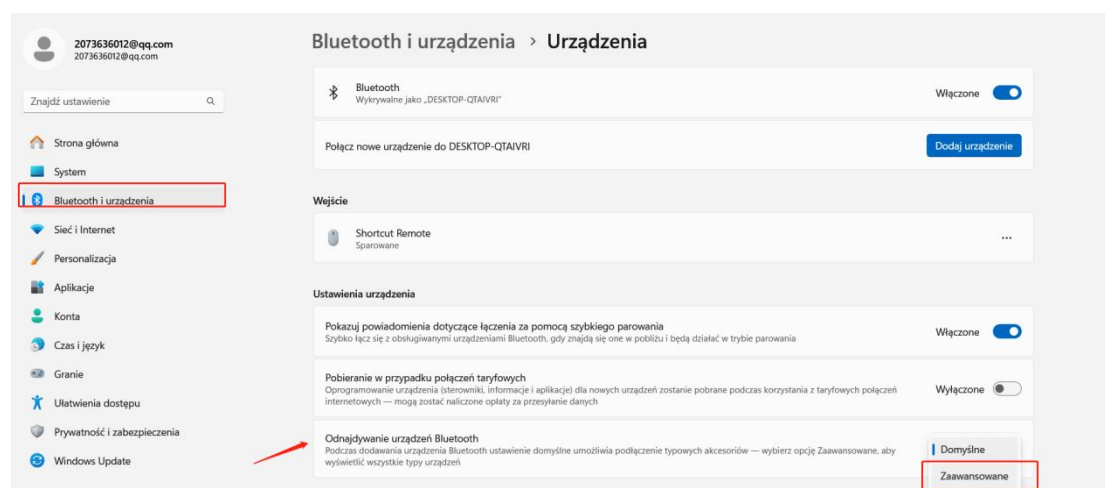 2073636012@qq.com
2073636012@qq.com
Znajdź ustawienie
Strona główna
System
Bluetooth i urządzenia
Sieć i Internet
Personalizacja
Aplikacje
Konta
Czas i język
Granie
Ułatwienia dostępu
Prywatność i zabezpieczenia
Windows Update
Bluetooth i urządzenia > Urządzenia
Bluetooth
Wykrywalne jako „DESKTOP-QTAIVRI”
Włączone
Połącz nowe urządzenie do DESKTOP-QTAIVRI
Dodaj urządzenie
Wejście
Shortcut Remote
Sparowane
Ustawienia urządzenia
Pokazuj powiadomienia dotyczące łączenia za pomocą szybkiego parowania
Szybko łącz się z obsługiwanymi urządzeniami Bluetooth, gdy znajdą się one w pobliżu i będą działać w trybie parowania
Włączone
Pobieranie w przypadku połączeń taryfowych
Oprogramowanie urządzenia (sterowniki, informacje i aplikacje) dla nowych urządzeń zostanie pobrane podczas korzystania z taryfowych połączeń
internetowych — mogą zostać naliczone opłaty za przesyłanie danych
Wyłączone
Odnajdywanie urządzeń Bluetooth
Podczas dodawania urządzenia Bluetooth ustawienie domyślne umożliwia podłączenie typowych akcesoriów — wybierz opcję Zaawansowane, aby
wyświetlić wszystkie typy urządzeń
Domyślne
Zaawansowane